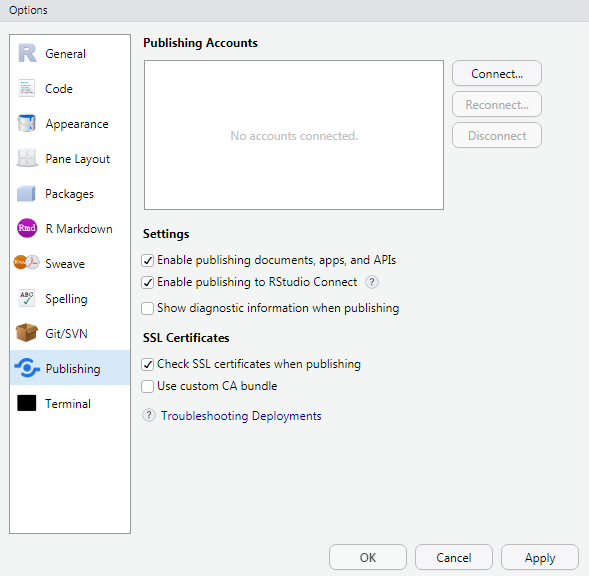 Options
General
Code
Appearance
Pane Layout
Packages
Rmd R Markdown
Sweave
ABC Spelling
Git/SVN
Publishing
Terminal
Publishing Accounts
No accounts connected.
Connect...
Reconnect...
Disconnect
Settings
Enable publishing documents, apps, and APIs
Enable publishing to RStudio Connect ?
Show diagnostic information when publishing
SSL Certificates
Check SSL certificates when publishing
Use custom CA bundle
? Troubleshooting Deployments
OK Cancel Apply